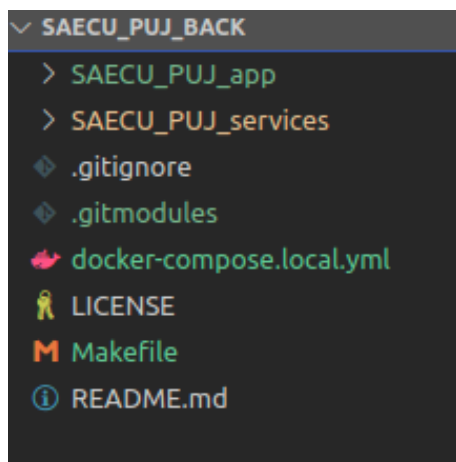 SAECU_PUJ_BACK
SAECU_PUJ_app
SAECU_PUJ_services
.gitignore
.gitmodules
docker-compose.local.yml
LICENSE
M Makefile
README.md